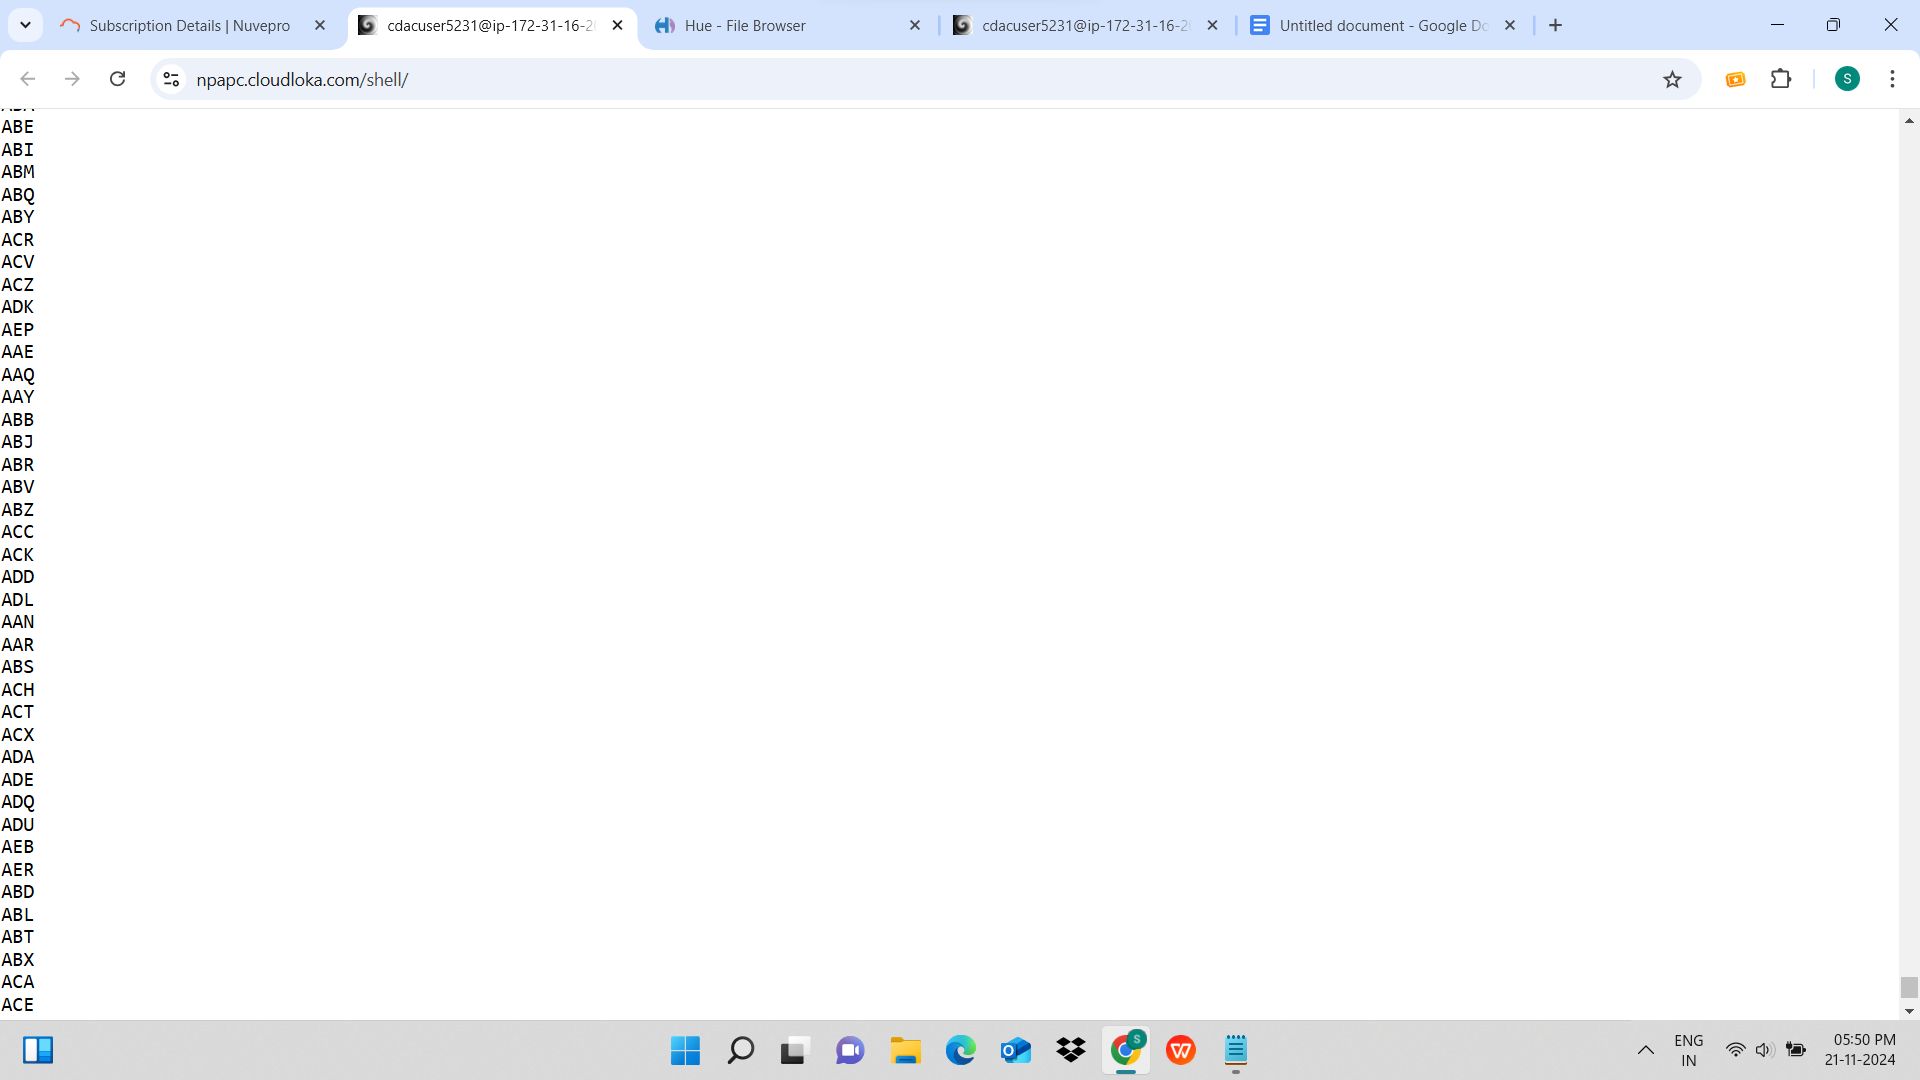 Subscription Details | Nuvepro
cdacuser5231@ip-172-31-16-2
Hue - File Browser
cdacuser5231@ip-172-31-16-2
Untitled document - Google Do
npapc.cloudloka.com/shell/
S
ABE
ABI
ABM
ABQ
ABY
ACR
ACV
ACZ
ADK
AEP
AAE
AAQ
AAY
ABB
ABJ
ABR
ABV
ABZ
ACC
ACK
ADD
ADL
AAN
AAR
ABS
ACH
ACT
ACX
ADA
ADE
ADQ
ADU
AEB
AER
ABD
ABL
ABT
ABX
ACA
ACE
S
ENG
IN
05:50 PM
21-11-2024